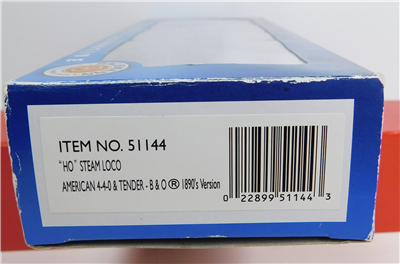 ITEM NO. 51144
"HO" STEAM LOCO
AMERICAN 4-4-0 & TENDER - B & O ® 1890's Version
0 22899 51144 3